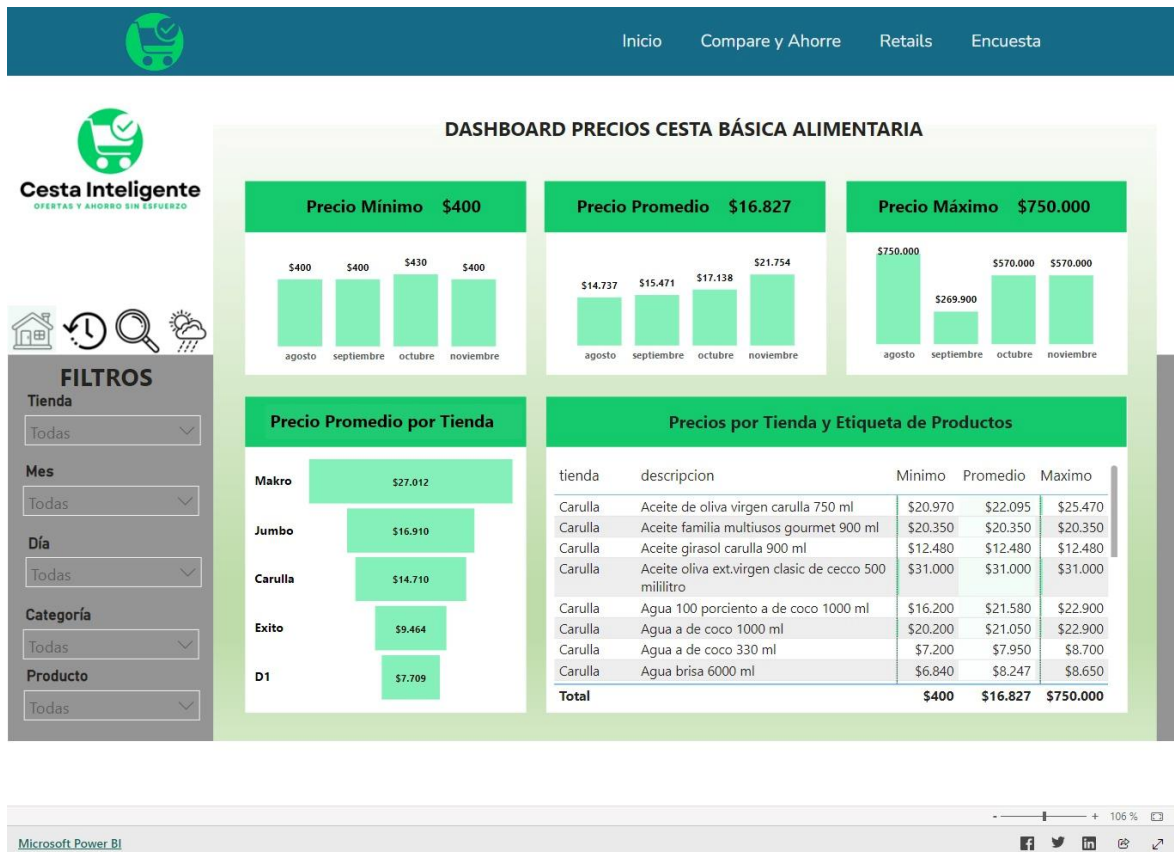 Inicio Compare y Ahorre Retails Encuesta
Cesta Inteligente
OFERTAS Y AHORRO SIN ESFUERZO
DASHBOARD PRECIOS CESTA BÁSICA ALIMENTARIA
Precio Mínimo $400
$400 $400 $430 $400
agosto septiembre octubre noviembre
Precio Promedio $16.827
$14.737 $15.471 $17.138 $21.754
agosto septiembre octubre noviembre
Precio Máximo $750.000
$750.000 $269.900 $570.000 $570.000
agosto septiembre octubre noviembre
FILTROS
Tienda
Todas
Mes
Todas
Día
Todas
Categoría
Todas
Producto
Todas
Precio Promedio por Tienda
Makro $27.012
Jumbo $16.910
Carulla $14.710
Exito $9.464
D1 $7.709
Precios por Tienda y Etiqueta de Productos
tienda descripcion Minimo Promedio Maximo
Carulla Aceite de oliva virgen carulla 750 ml $20.970 $22.095 $25.470
Carulla Aceite familia multiusos gourmet 900 ml $20.350 $20.350 $20.350
Carulla Aceite girasol carulla 900 ml $12.480 $12.480 $12.480
Carulla Aceite oliva ext.virgen clasic de cecco 500 $31.000 $31.000 $31.000
mililitro
Carulla Agua 100 porciento a de coco 1000 ml $16.200 $21.580 $22.900
Carulla Agua a de coco 1000 ml $20.200 $21.050 $22.900
Carulla Agua a de coco 330 ml $7.200 $7.950 $8.700
Carulla Agua brisa 6000 ml $6.840 $8.247 $8.650
Total $400 $16.827 $750.000
- + 106 %
Microsoft Power BI